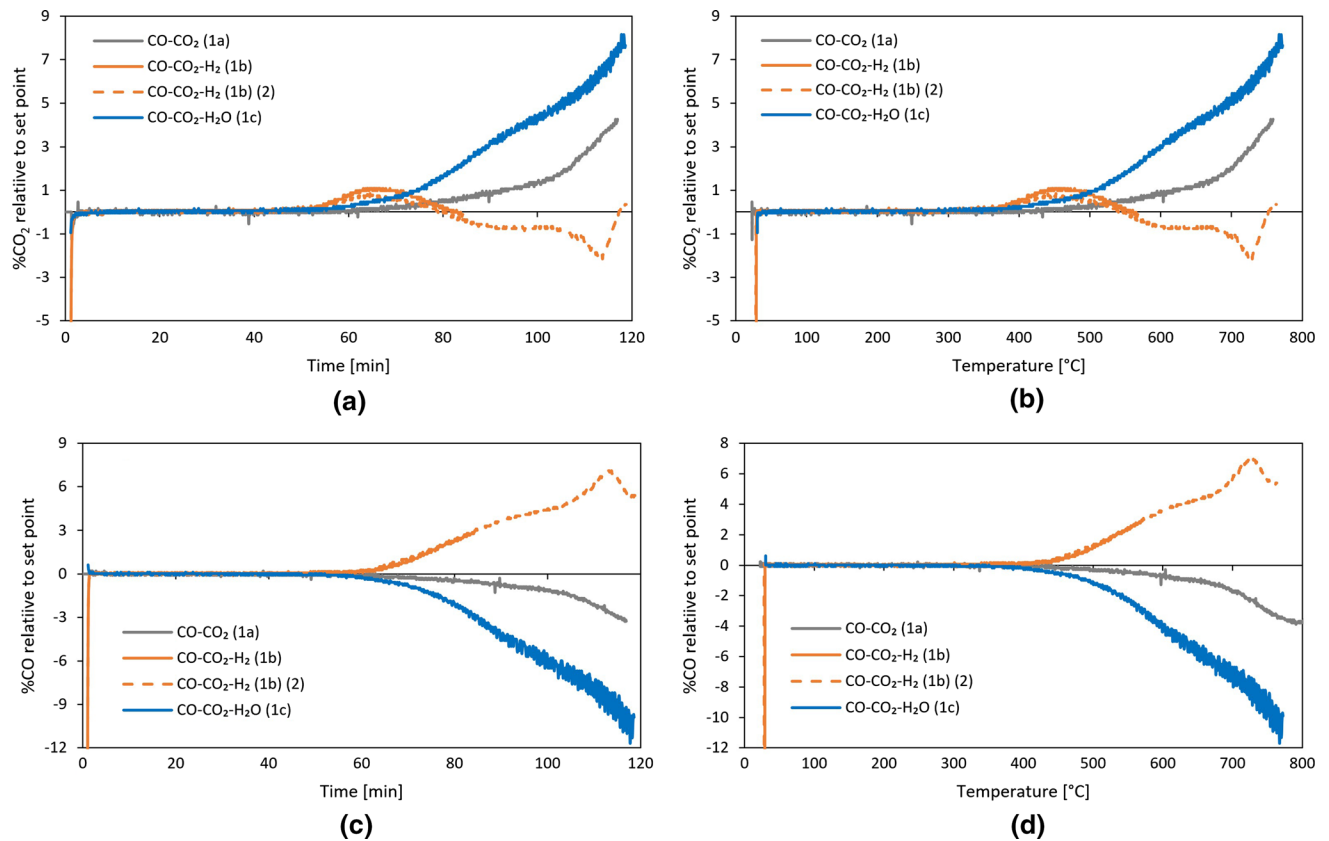 %CO₂ relatiive to set point
9
7
5
3
1
-1
-3
-5
CO-CO₂ (1a)
CO-CO₂-H₂ (1b)
CO-CO₂-H₂ (1b) (2)
CO-CO₂-H₂O (1c)
0 20 40 60 80 100 120
Time [min]
(a)
%CO₂ relatiive to set point
9
7
5
3
1
-1
-3
-5
CO-CO₂ (1a)
CO-CO₂-H₂ (1b)
CO-CO₂-H₂ (1b) (2)
CO-CO₂-H₂O (1c)
0 100 200 300 400 500 600 700 800
Temperature [°C]
(b)
%CO relatiive to set point
9
6
3
0
-3
-6
-9
-12
CO-CO₂ (1a)
CO-CO₂-H₂ (1b)
CO-CO₂-H₂ (1b) (2)
CO-CO₂-H₂O (1c)
0 20 40 60 80 100 120
Time [min]
(c)
%CO relatiive to set point
8
6
4
2
0
-2
-4
-6
-8
-10
-12
CO-CO₂ (1a)
CO-CO₂-H₂ (1b)
CO-CO₂-H₂ (1b) (2)
CO-CO₂-H₂O (1c)
0 100 200 300 400 500 600 700 800
Temperature [°C]
(d)